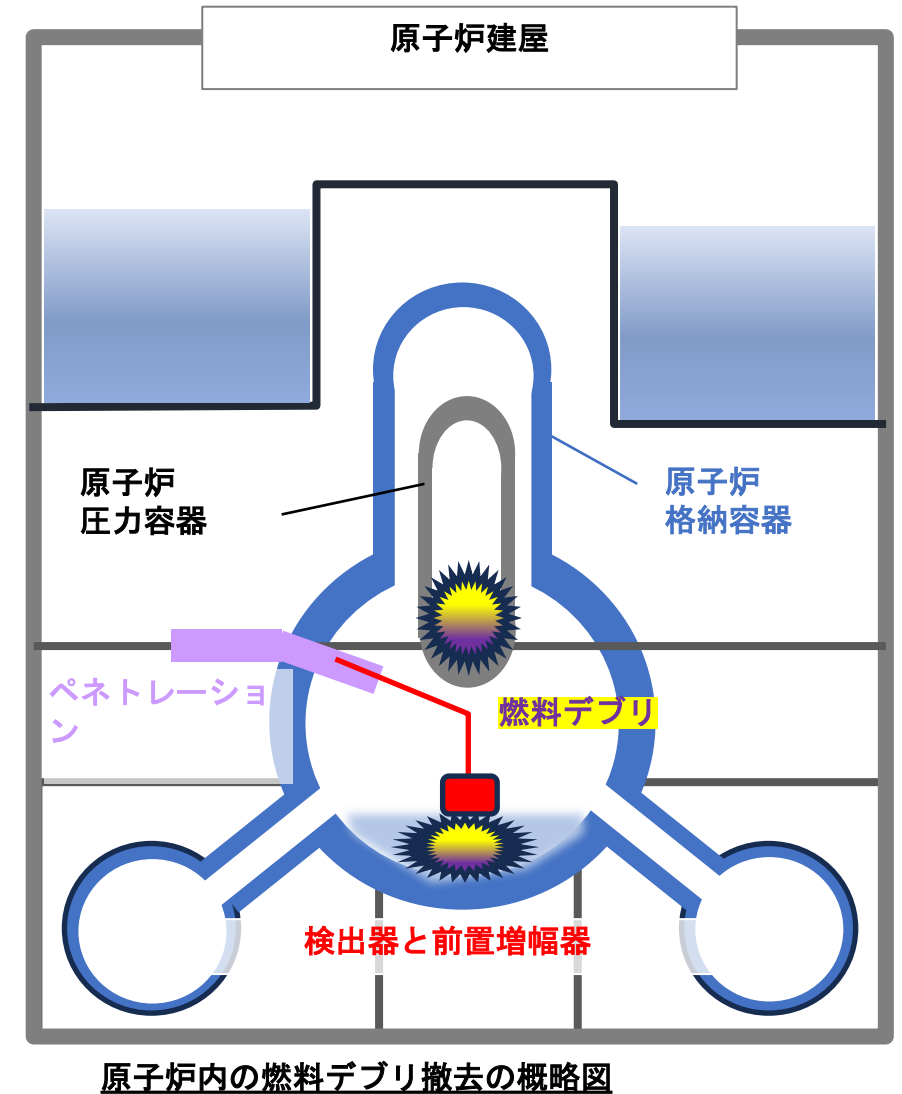 原子炉建屋
原子炉
圧力容器
原子炉
格納容器
ペネトレーショ
ン
燃料デブリ
検出器と前置増幅器
原子炉内の燃料デブリ撤去の概略図